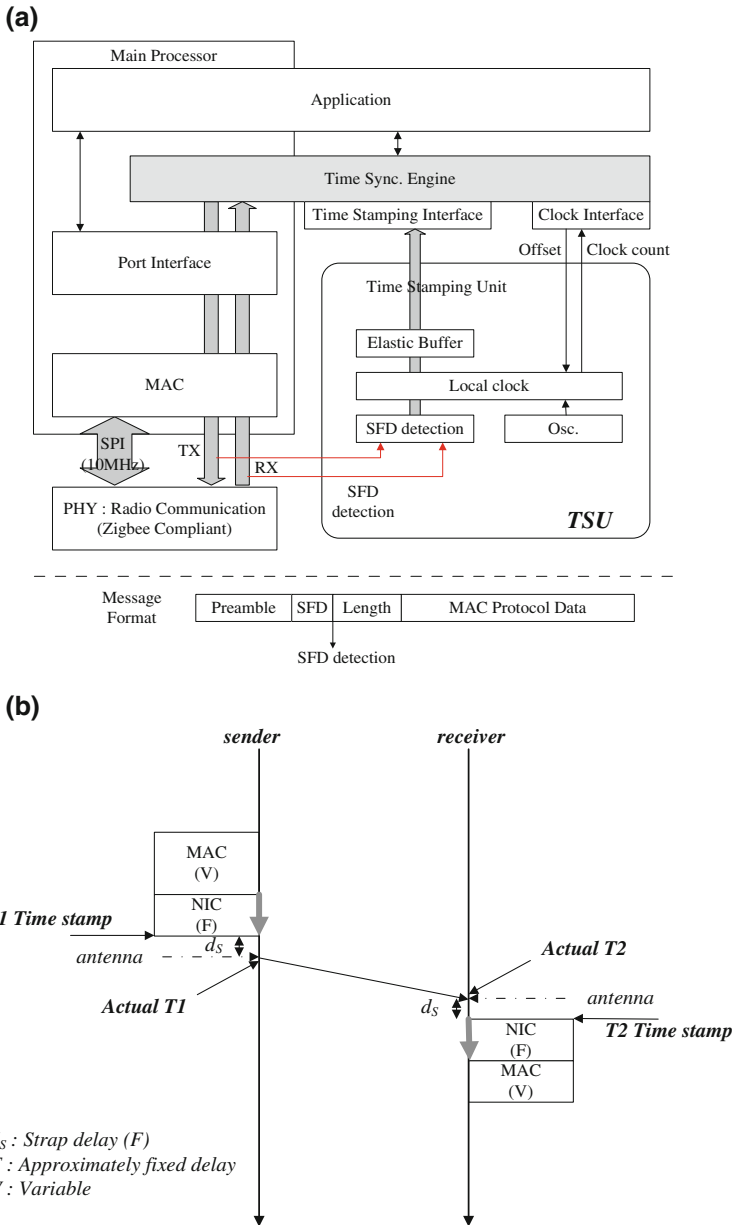 (a)
Main Processor
Application
Time Sync. Engine
Time Stamping Interface
Clock Interface
Port Interface
Offset
Clock count
Time Stamping Unit
Elastic Buffer
MAC
Local clock
SFD detection
Osc.
SPI
(10MHz)
TX
RX
PHY : Radio Communication
(Zigbee Compliant)
SFD
detection
TSU
Message
Format
Preamble
SFD
Length
MAC Protocol Data
SFD detection
(b)
sender
receiver
MAC
(V)
NIC
(F)
1 Time stamp
dS
antenna
Actual T1
Actual T2
dS
antenna
T2 Time stamp
NIC
(F)
MAC
(V)
S : Strap delay (F)
: Approximately fixed delay
: Variable